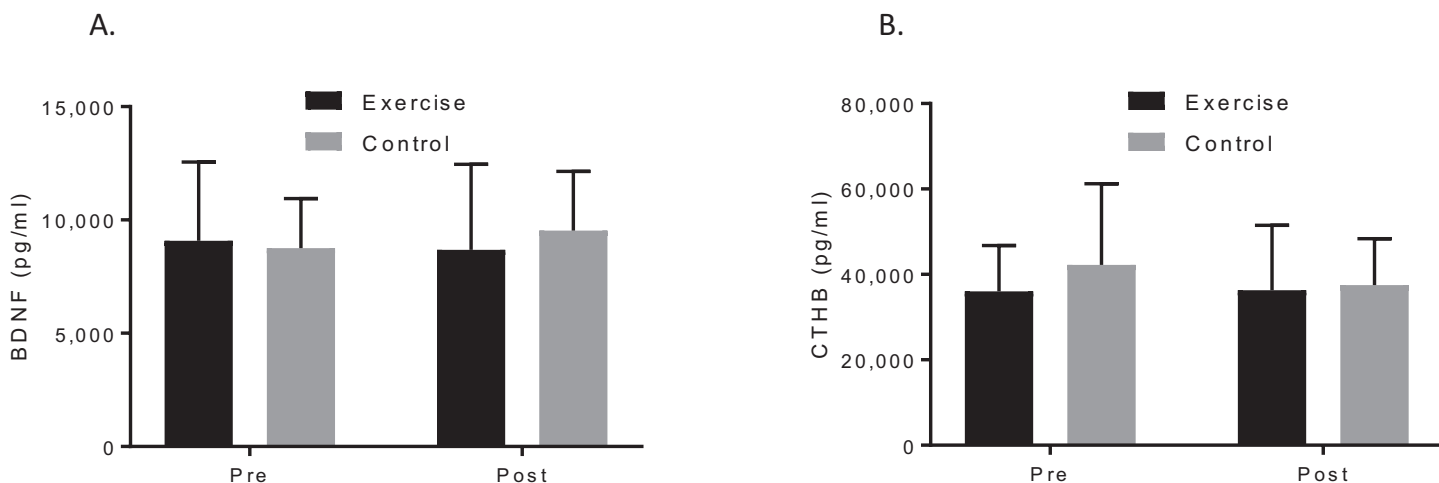 A.
Exercise
Control
BDNF (pg/ml)
15,000
10,000
5,000
0
Pre Post
B.
Exercise
Control
CTHB (pg/ml)
80,000
60,000
40,000
20,000
0
Pre Post